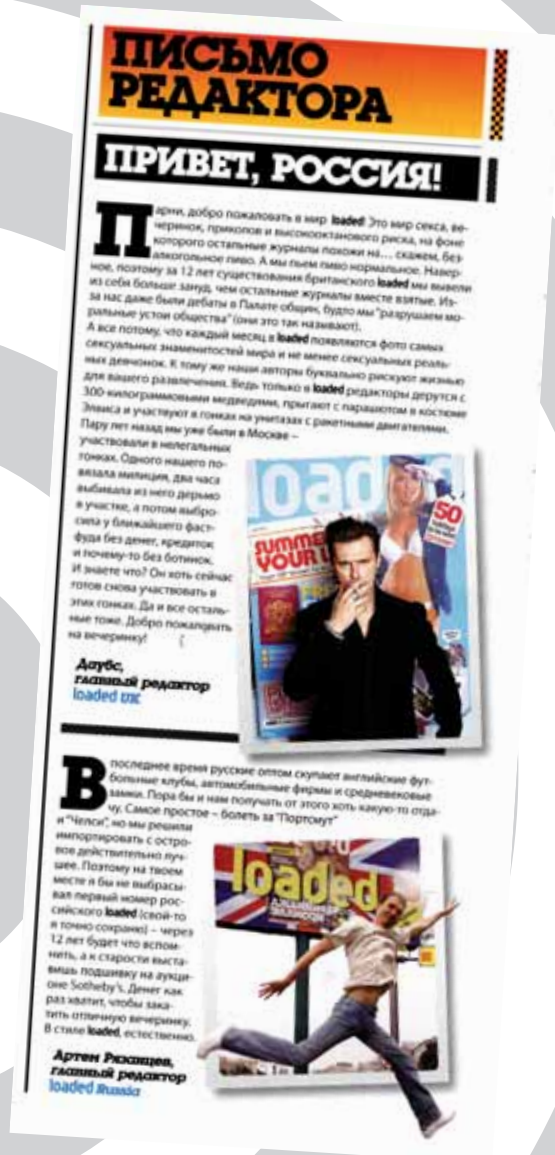 ПИСЬМО
РЕДАКТОРА
ПРИВЕТ, РОССИЯ!
Парни, добро пожаловать в мир loaded! Это мир секса, ве-
черинок, приколов и высокооктанового риска, на фоне
которого остальные журналы похожи на… скажем, без-
алкогольное пиво. А мы пьем пиво нормальное. Навер-
ное, поэтому за 12 лет существования британского loaded мы вывели
из себя больше зануд, чем остальные журналы вместе взятые. Из-
за нас даже были дебаты в Палате общин, будто мы "разрушаем мо-
ральные устои общества" (они это так называют).
А все потому, что каждый месяц в loaded появляются фото самых
сексуальных знаменитостей мира и не менее сексуальных реаль-
ных девчонок. К тому же наши авторы буквально рискуют жизнью
для вашего развлечения. Ведь только в loaded редакторы дерутся с
300-килограммовыми медведями, прыгают с парашютом в костюме
Элвиса и участвуют в гонках на унитазах с ракетными двигателями.
Пару лет назад мы уже были в Москве –
участвовали в нелегальных
гонках. Одного нашего по-
вязала милиция, два часа
выбивала из него дерьмо
в участке, а потом выбро-
сила у ближайшего фаст-
фуда без денег, кредиток
и почему-то без ботинок.
И знаете что? Он хоть сейчас
готов снова участвовать в
этих гонках. Да и все осталь-
ные тоже. Добро пожаловать
на вечеринку!
loaded
SUMMER
YOUR
50
Даубс,
главный редактор
loaded UK
В последнее время русские оптом скупают английские фут-
больные клубы, автомобильные фирмы и средневековые
замки. Пора бы и нам получать от этого хоть какую-то отда-
чу. Самое простое – болеть за "Портсмут"
и "Челси", но мы решили
импортировать с остро-
вов действительно луч-
шее. Поэтому на твоем
месте я бы не выбрасы-
вал первый номер рос-
сийского loaded (свой-то
я точно сохраню) – через
12 лет будет что вспом-
нить, а к старости выста-
вишь подшивку на аукци-
оне Sotheby's. Денег как
раз хватит, чтобы зака-
тить отличную вечеринку.
В стиле loaded, естественно.
loaded
Артем Рязанцев,
главный редактор
loaded Russia